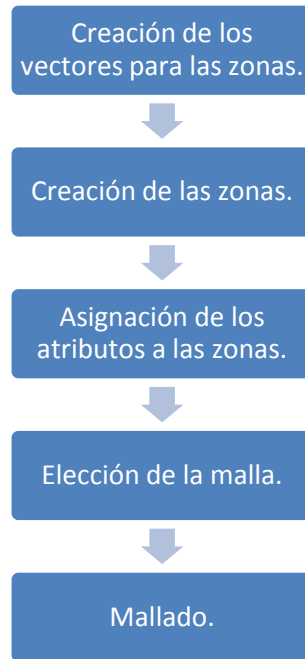 Creación de los
vectores para las zonas.
Creación de las zonas.
Asignación de los
atributos a las zonas.
Elección de la malla.
Mallado.